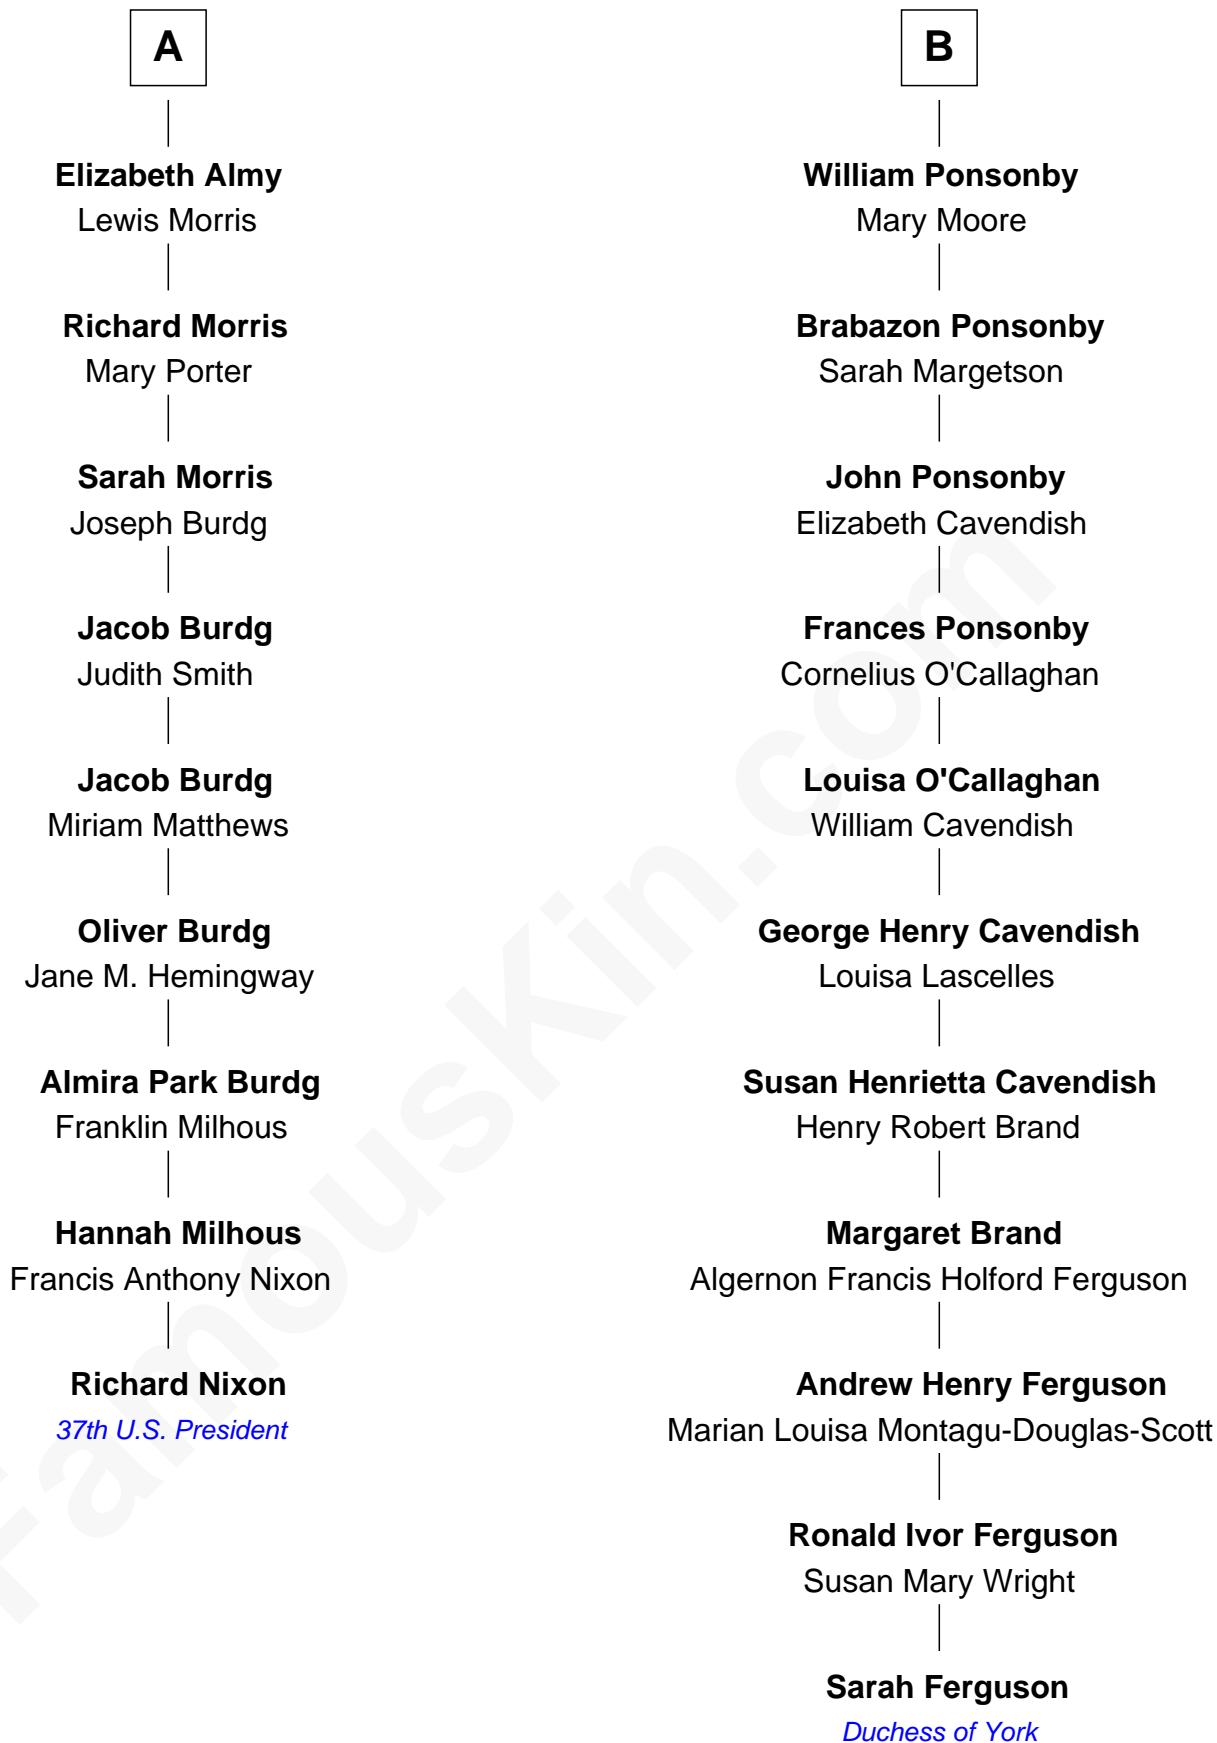 A
Elizabeth Almy
Lewis Morris
Richard Morris
Mary Porter
Sarah Morris
Joseph Burdg
Jacob Burdg
Judith Smith
Jacob Burdg
Miriam Matthews
Oliver Burdg
Jane M. Hemingway
Almira Park Burdg
Franklin Milhous
Hannah Milhous
Francis Anthony Nixon
Richard Nixon
37th U.S. President
B
William Ponsonby
Mary Moore
Brabazon Ponsonby
Sarah Margetson
John Ponsonby
Elizabeth Cavendish
Frances Ponsonby
Cornelius O'Callaghan
Louisa O'Callaghan
William Cavendish
George Henry Cavendish
Louisa Lascelles
Susan Henrietta Cavendish
Henry Robert Brand
Margaret Brand
Algernon Francis Holford Ferguson
Andrew Henry Ferguson
Marian Louisa Montagu-Douglas-Scott
Ronald Ivor Ferguson
Susan Mary Wright
Sarah Ferguson
Duchess of York
FamousKin.com